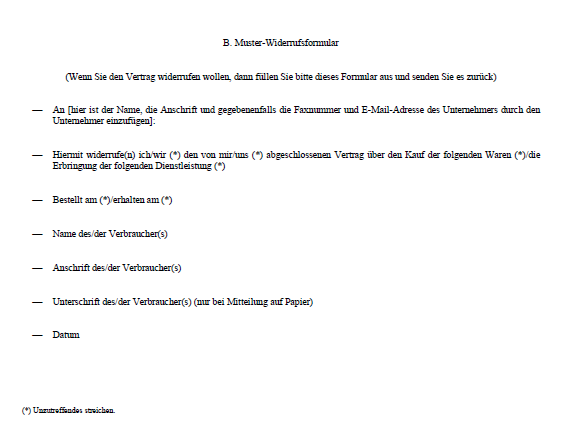 B. Muster-Widerrufsformular
(Wenn Sie den Vertrag widerrufen wollen, dann füllen Sie bitte dieses Formular aus und senden Sie es zurück)
— An [hier ist der Name, die Anschrift und gegebenenfalls die Faxnummer und E-Mail-Adresse des Unternehmers durch den
Unternehmer einzufügen]:
— Hiermit widerrufe(n) ich/wir (*) den von mir/uns (*) abgeschlossenen Vertrag über den Kauf der folgenden Waren (*)/die
Erbringung der folgenden Dienstleistung (*)
— Bestellt am (*)/erhalten am (*)
— Name des/der Verbraucher(s)
— Anschrift des/der Verbraucher(s)
— Unterschrift des/der Verbraucher(s) (nur bei Mitteilung auf Papier)
— Datum
(*) Unzutreffendes streichen.